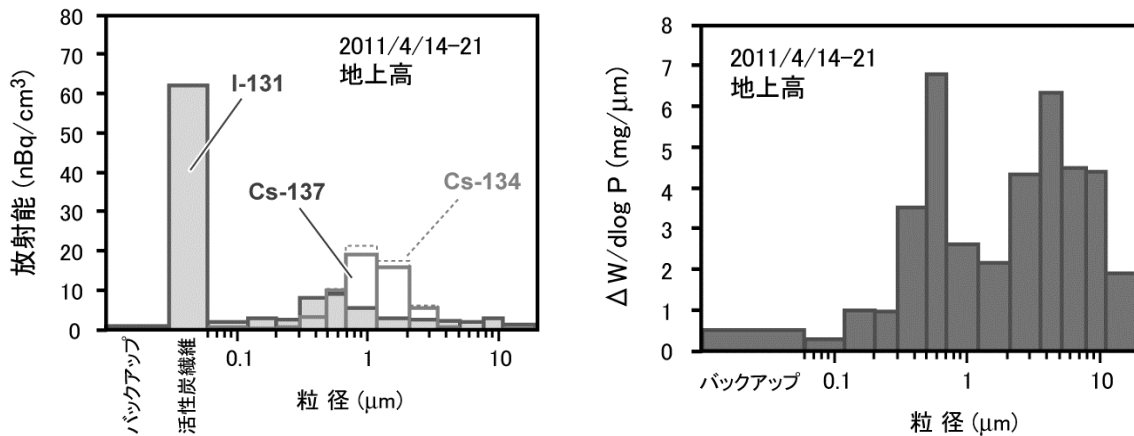 80
70
60
50
40
30
20
10
0
放射能 (nBq/cm³)
2011/4/14-21
地上高
I-131
Cs-137
Cs-134
バックアップ
活性炭繊維
0.1
1
10
粒 径 (μm)
8
7
6
5
4
3
2
1
0
ΔW/dlog P (mg/μm)
2011/4/14-21
地上高
バックアップ
0.1
1
10
粒 径 (μm)